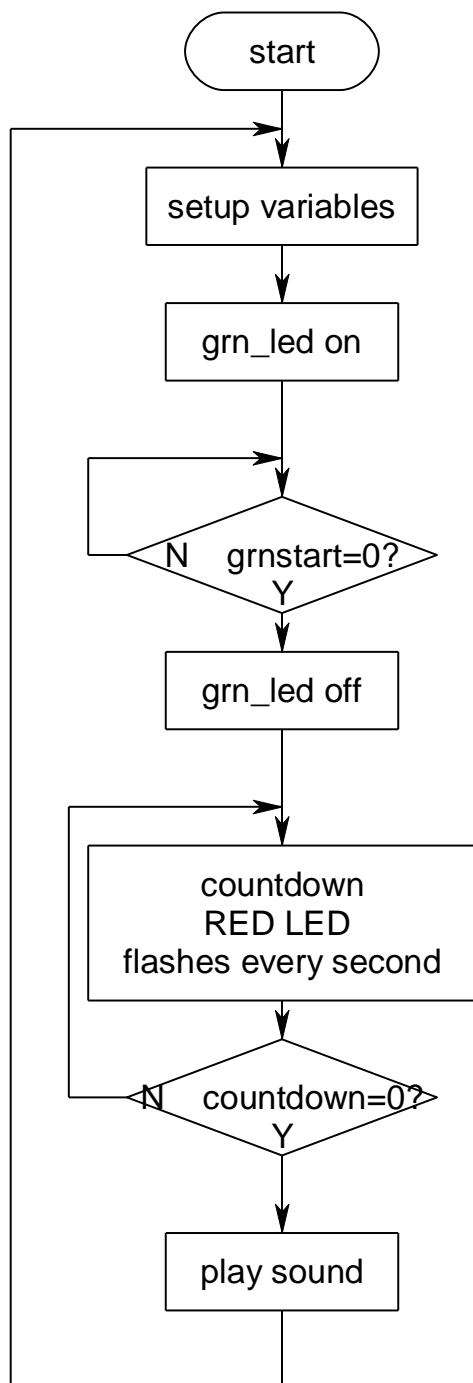 start
setup variables
grn_led on
N grnstart=0?
Y
grn_led off
countdown
RED LED
flashes every second
N countdown=0?
Y
play sound